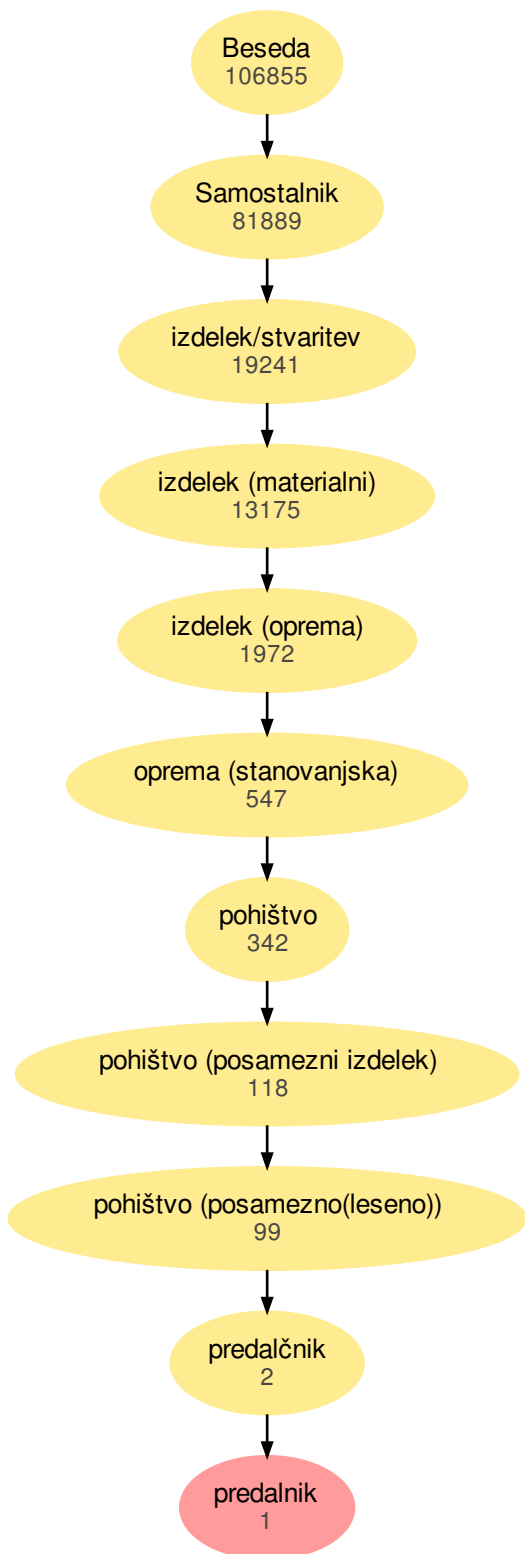 Beseda
106855
Samostalnik
81889
izdelek/stvaritev
19241
izdelek (materialni)
13175
izdelek (oprema)
1972
oprema (stanovanjska)
547
pohištvo
342
pohištvo (posamezni izdelek)
118
pohištvo (posamezno(leseno))
99
predalčnik
2
predalnik
1